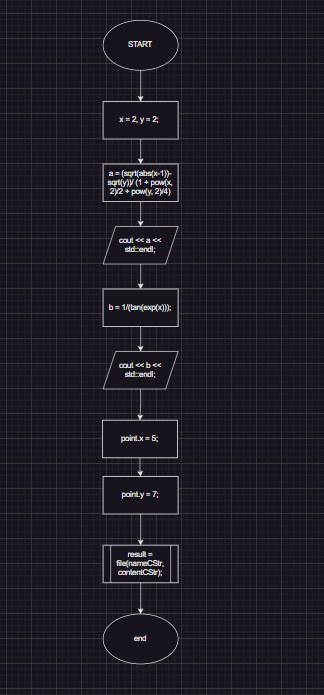 START
x = 2, y = 2;
a = (sqrt(abs(x-1))-
sqrt(y))/ (1 + pow(x,
2)/2 + pow(y, 2)/4)
cout << a <<
std::endl;
b = 1/(tan(exp(x)));
cout << b <<
std::endl;
point.x = 5;
point.y = 7;
result =
file(nameCStr,
contentCStr);
end